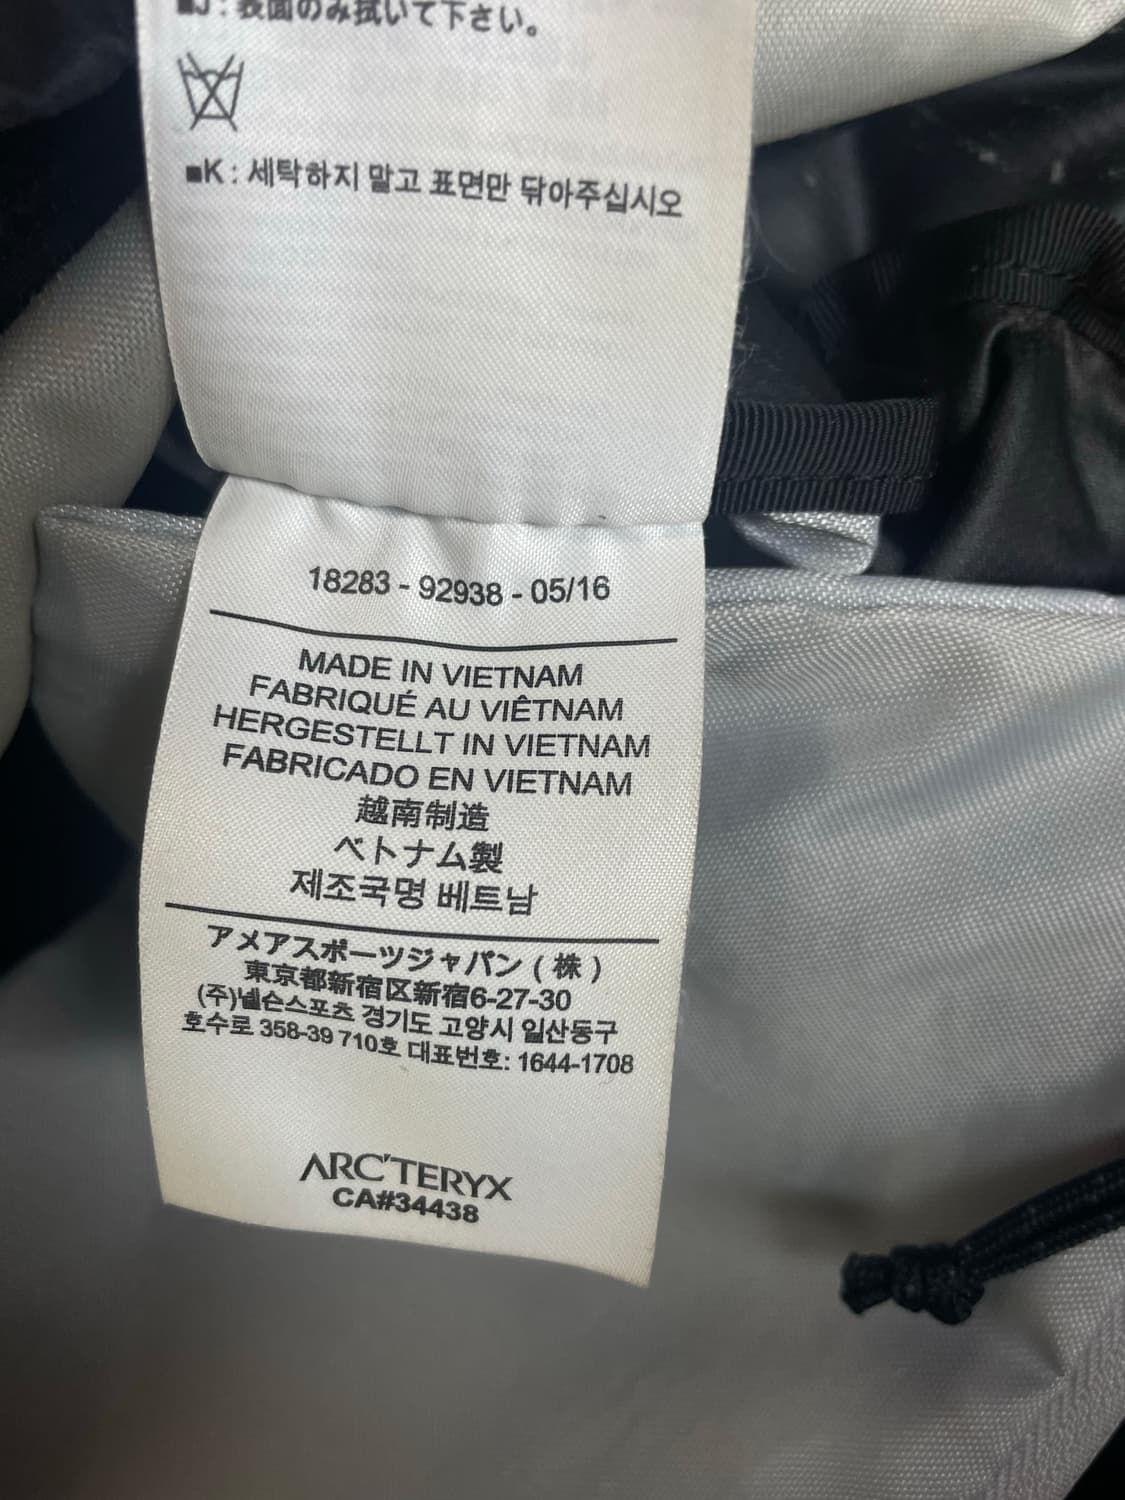 ■J : 表面のみ拭いて下さい。
■K : 세탁하지 말고 표면만 닦아주십시오
18283 - 92938 - 05/16
MADE IN VIETNAM
FABRIQUÉ AU VIÊTNAM
HERGESTELLT IN VIETNAM
FABRICADO EN VIETNAM
越南制造
ベトナム製
제조국명 베트남
アメアスポーツジャパン ( 株 )
東京都新宿区新宿6-27-30
(주)넬슨스포츠 경기도 고양시 일산동구
호수로 358-39 710호 대표번호: 1644-1708
ARC'TERYX
CA#34438